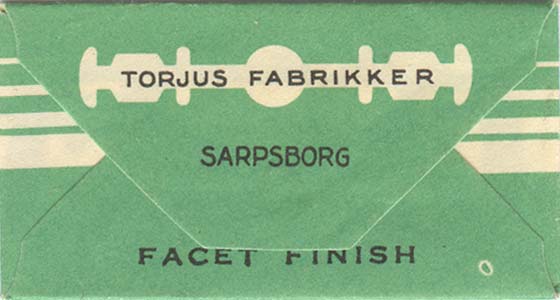 TORJUS FABRIKKER
SARPSBORG
FACET FINISH